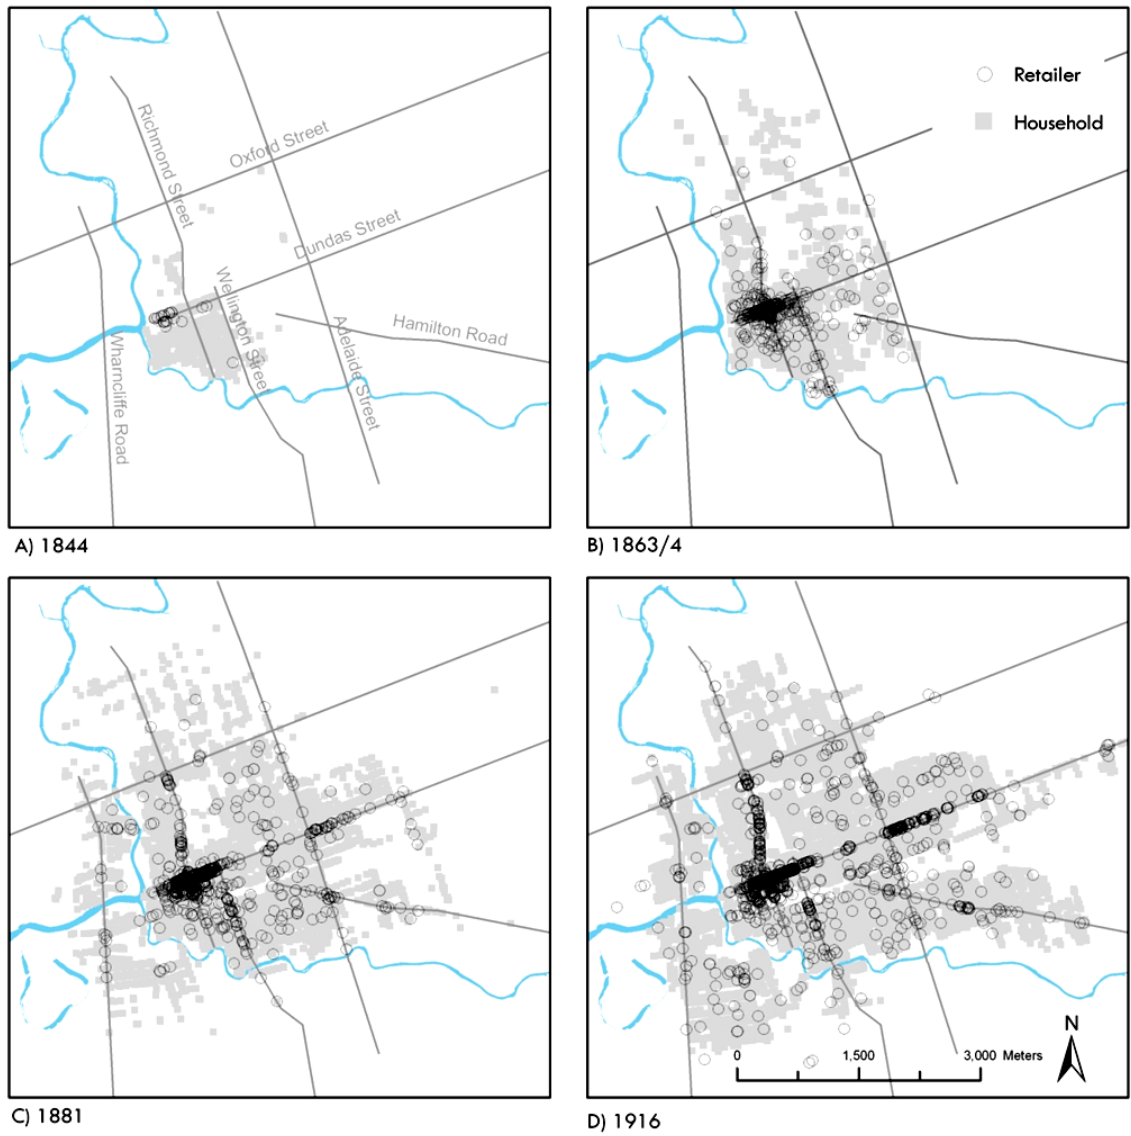 Richmond Street
Oxford Street
Dundas Street
Wellington Street
Hamilton Road
Adelaide Street
Wharncliffe Road
A) 1844
Retailer
Household
B) 1863/4
C) 1881
N
0 1,500 3,000 Meters
D) 1916